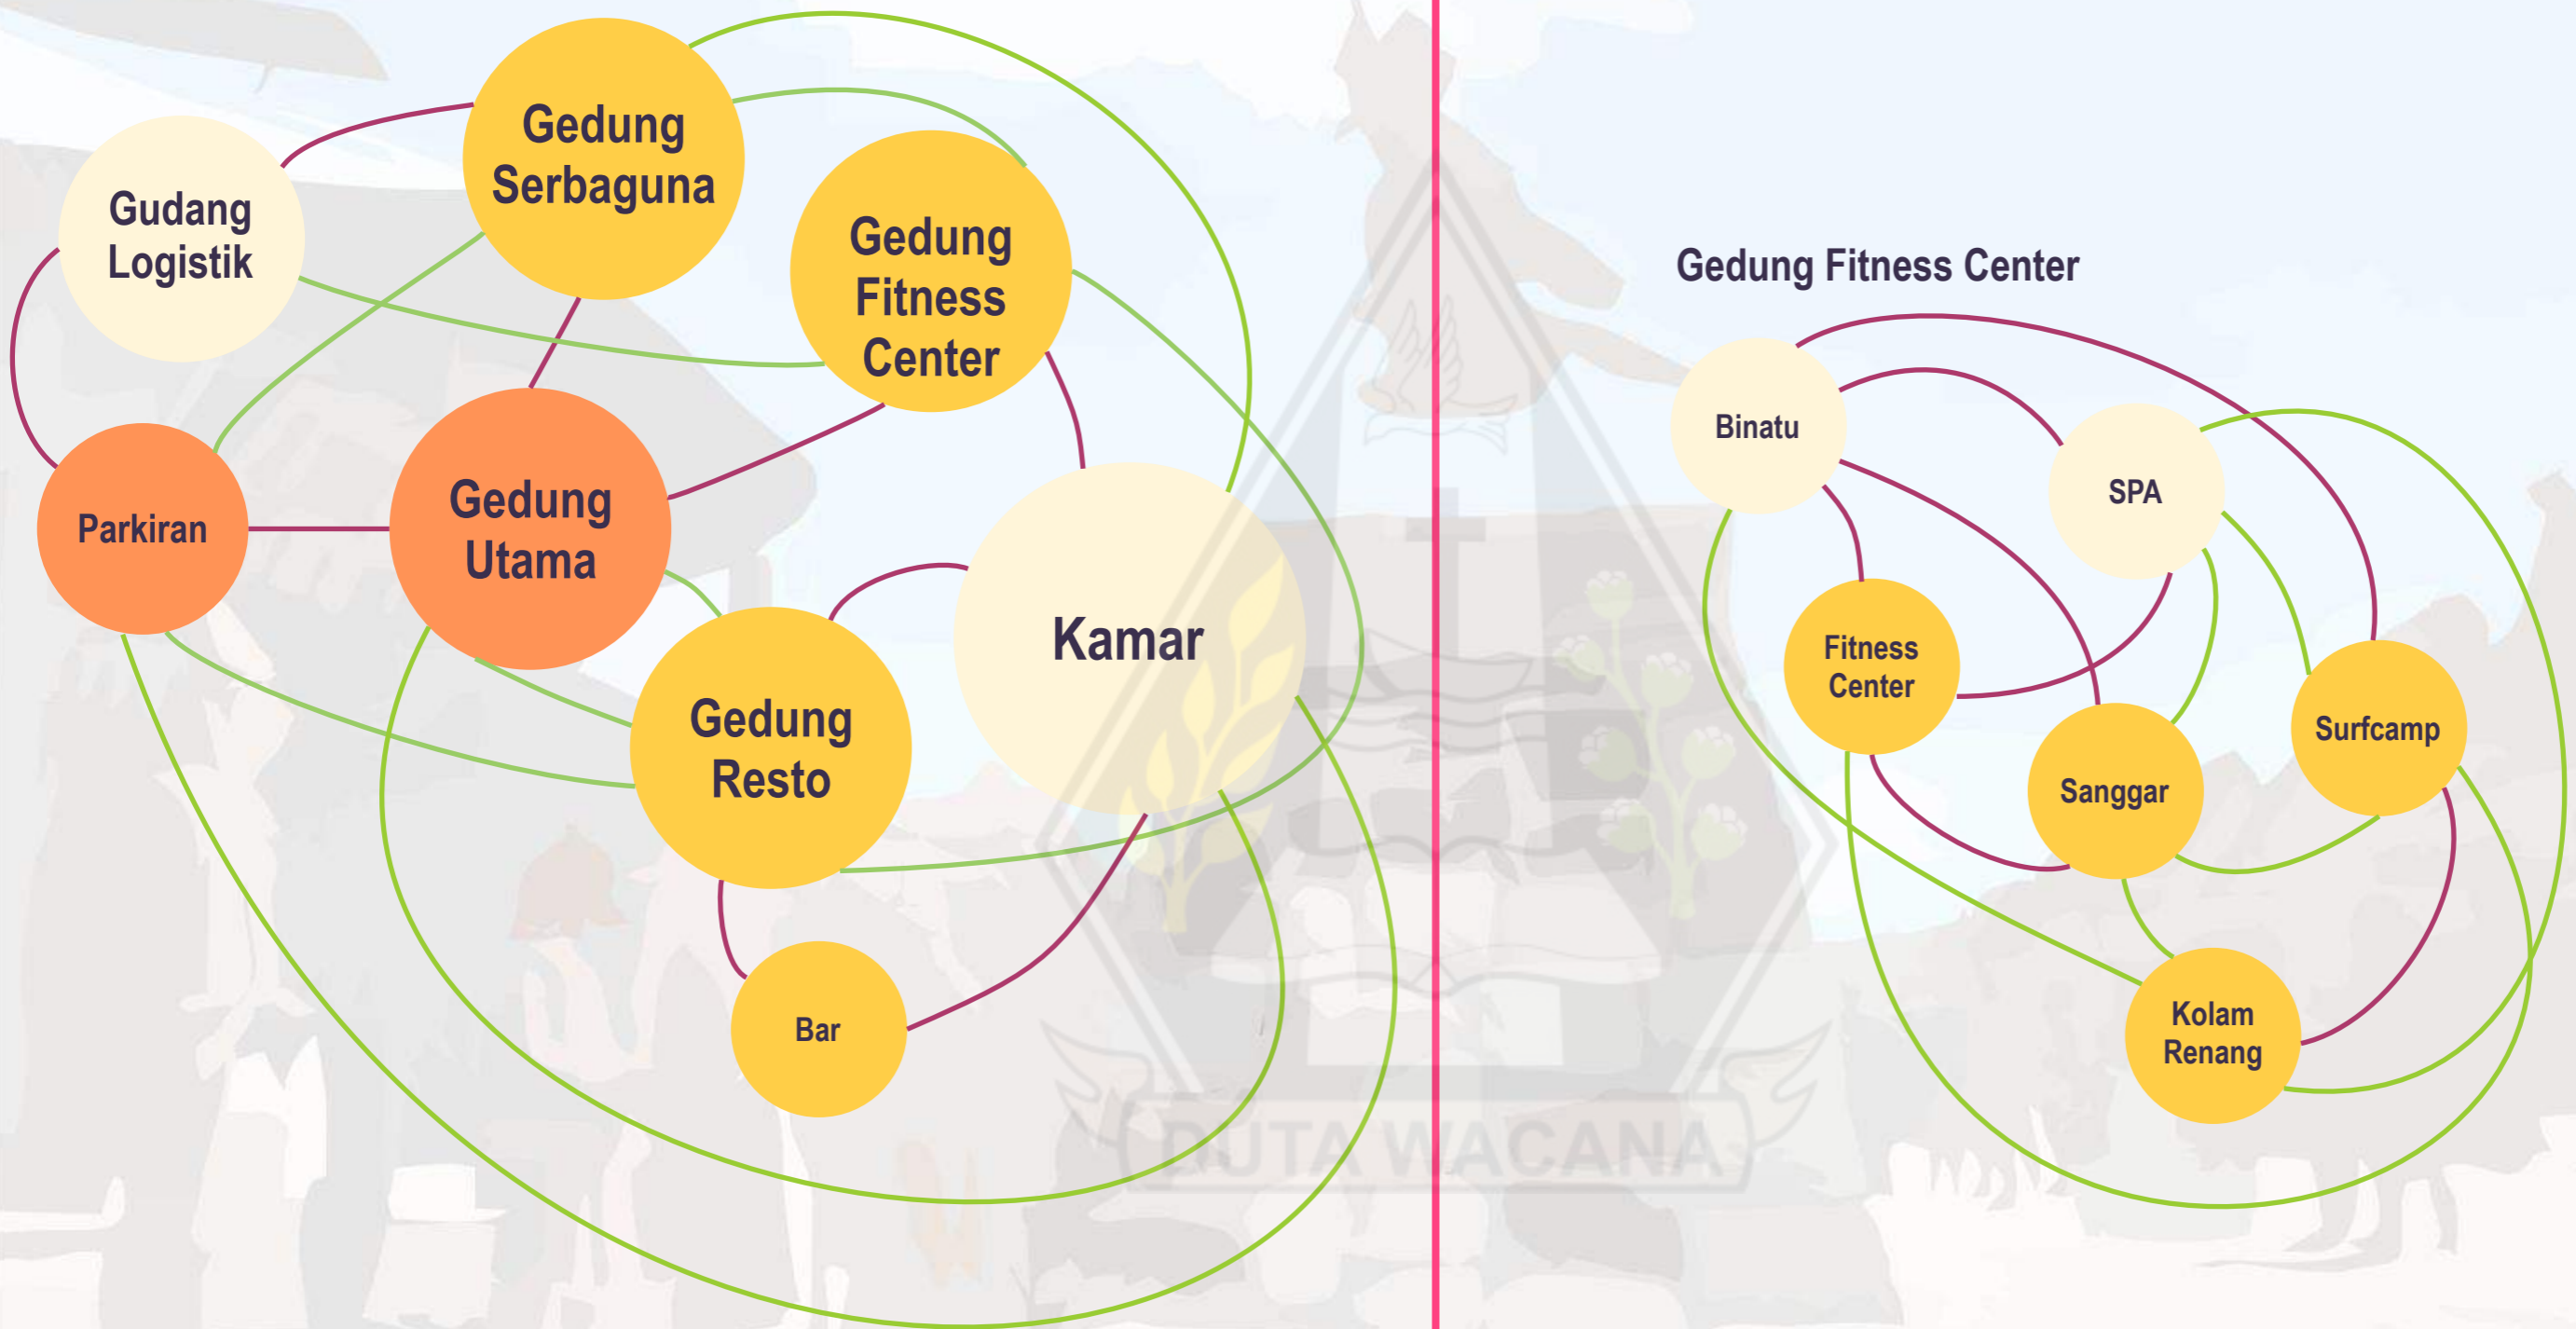 Gedung
Serbaguna
Gudang
Logistik
Gedung
Fitness
Center
Parkiran
Gedung
Utama
Kamar
Gedung
Resto
Bar
Gedung Fitness Center
Binatu
SPA
Fitness
Center
Surfcamp
Sanggar
Kolam
Renang
DUTA WACANA